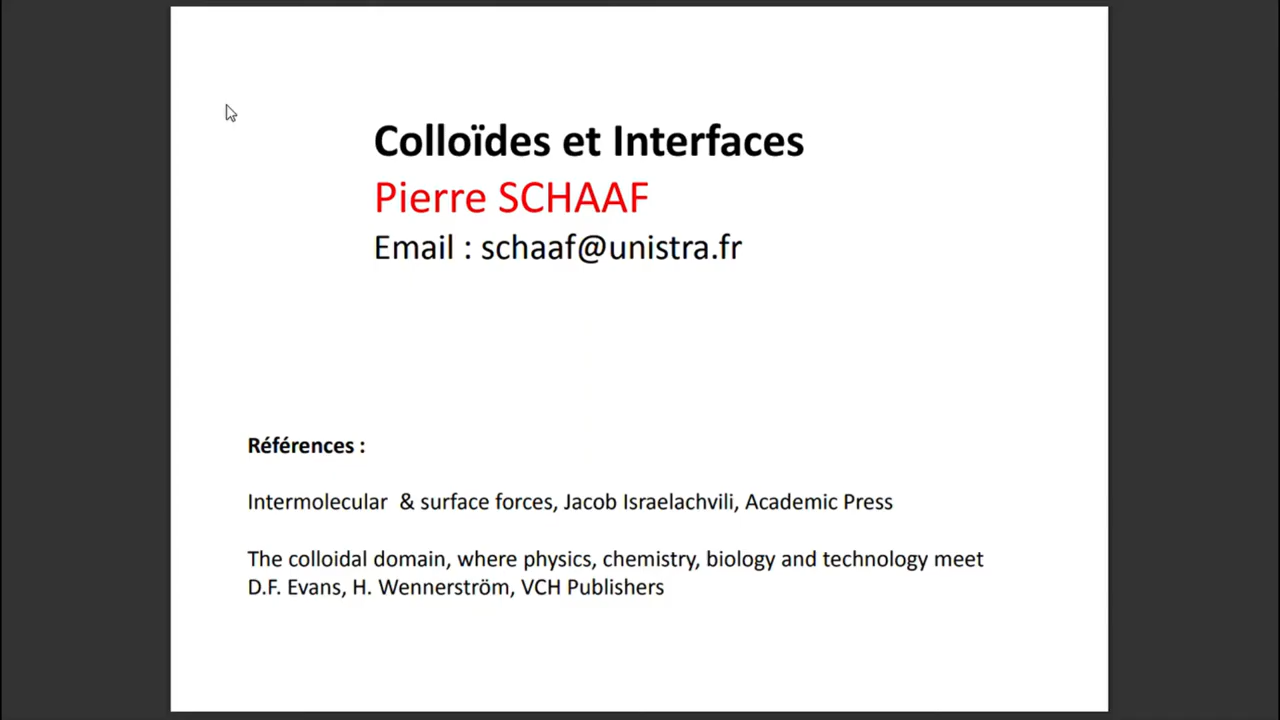 Colloïdes et Interfaces
Pierre SCHAAF
Email : schaaf@unistra.fr
Références :
Intermolecular  & surface forces, Jacob Israelachvili, Academic Press
The colloidal domain, where physics, chemistry, biology and technology meet
D.F. Evans, H. Wennerström, VCH Publishers